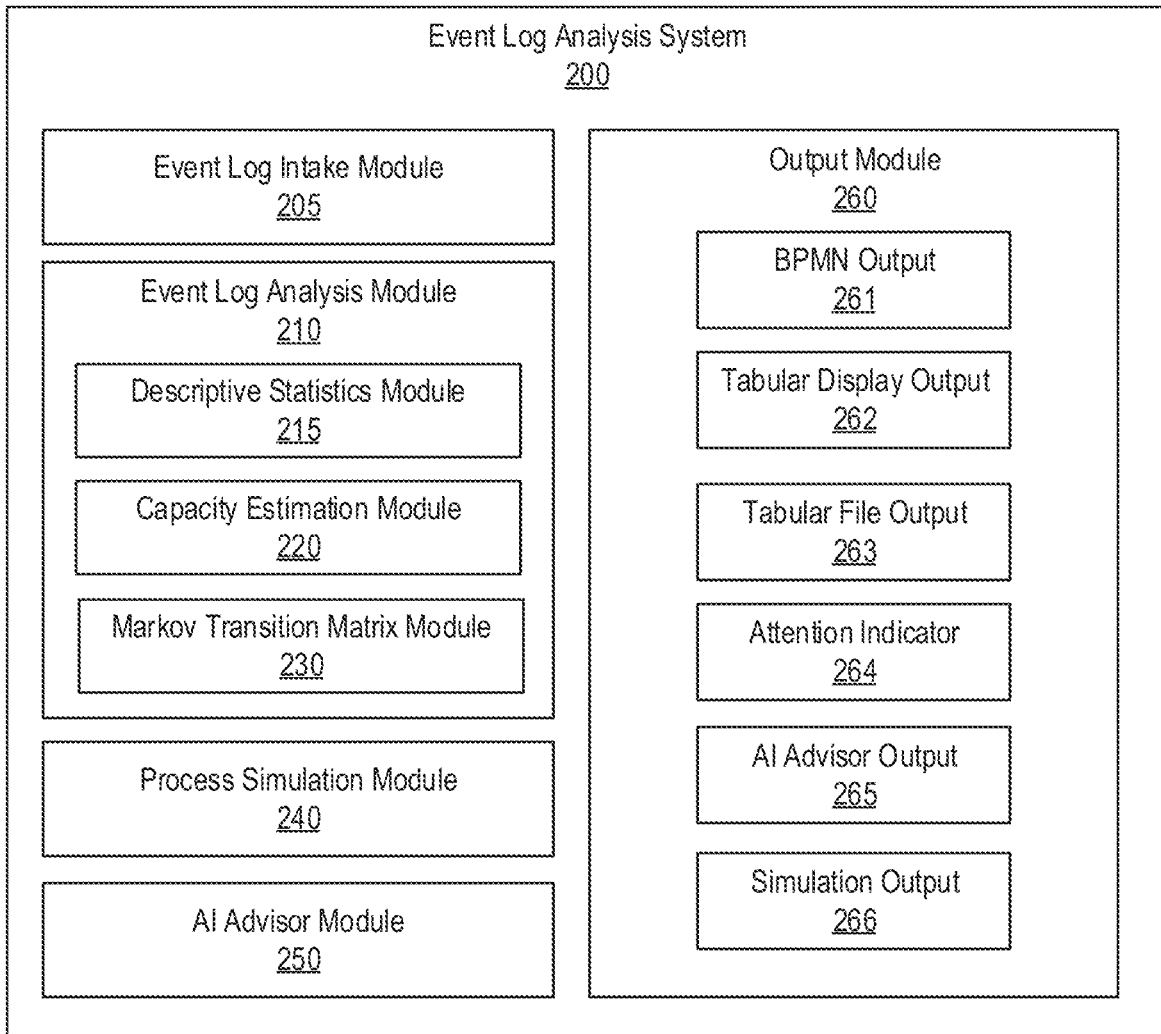 Event Log Analysis System
200
Event Log Intake Module
205
Event Log Analysis Module
210
Descriptive Statistics Module
215
Capacity Estimation Module
220
Markov Transition Matrix Module
230
Process Simulation Module
240
AI Advisor Module
250
Output Module
260
BPMN Output
261
Tabular Display Output
262
Tabular File Output
263
Attention Indicator
264
AI Advisor Output
265
Simulation Output
266